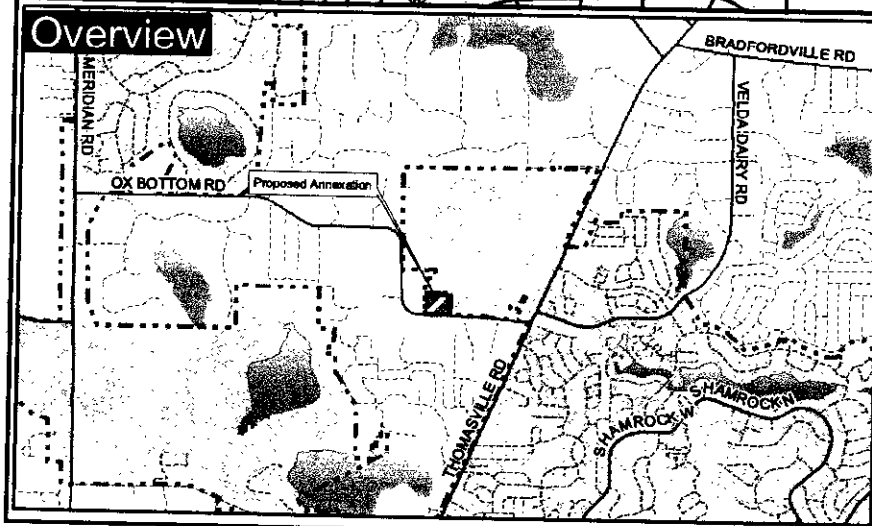 Overview
BRADFORDVILLE RD
MERIDIAN RD
VELDA DAIRY RD
OX BOTTOM RD
Proposed Annexation
THOMASVILLE RD
SHAMROCK W
SHAMROCK N